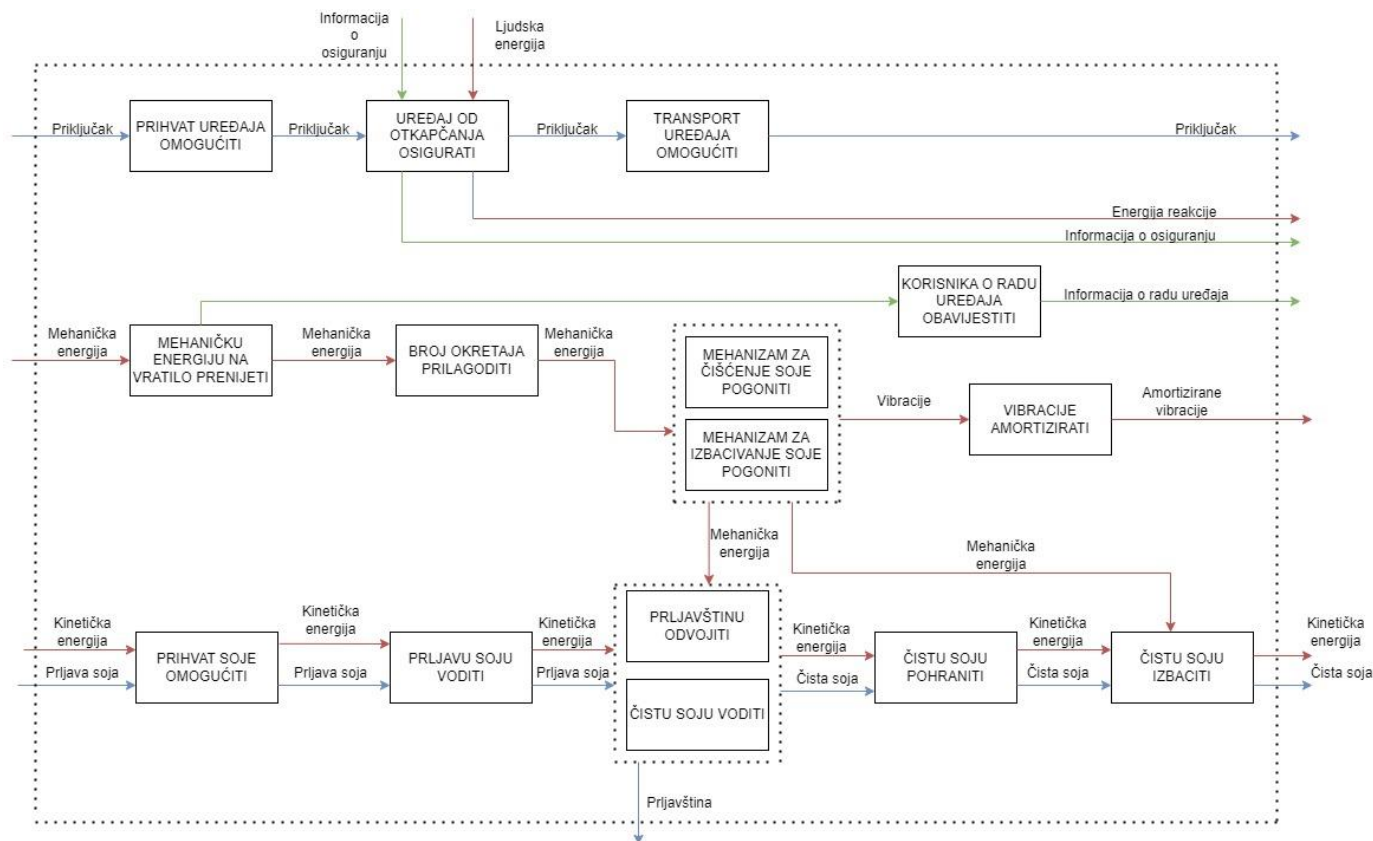 Informacija
o
osiguranju
Ljudska
energija
Priključak
PRIHVAT UREĐAJA
OMOGUĆITI
Priključak
UREĐAJ OD
OTKAPČANJA
OSIGURATI
Priključak
TRANSPORT
UREĐAJA
OMOGUĆITI
Priključak
Energija reakcije
Informacija o osiguranju
KORISNIKA O RADU
UREĐAJA
OBAVIJESTITI
Informacija o radu uređaja
Mehanička
energija
MEHANIČKU
ENERGIJU NA
VRATILO PRENIJETI
Mehanička
energija
BROJ OKRETAJA
PRILAGODITI
Mehanička
energija
MEHANIZAM ZA
ČIŠĆENJE SOJE
POGONITI
MEHANIZAM ZA
IZBACIVANJE SOJE
POGONITI
Vibracije
VIBRACIJE
AMORTIZIRATI
Amortizirane
vibracije
Mehanička
energija
Mehanička
energija
Kinetička
energija
Prljava soja
PRIHVAT SOJE
OMOGUĆITI
Kinetička
energija
Prljava soja
PRLJAVU SOJU
VODITI
Kinetička
energija
Prljava soja
PRLJAVŠTINU
ODVOJITI
ČISTU SOJU VODITI
Kinetička
energija
Čista soja
ČISTU SOJU
POHRANITI
Kinetička
energija
Čista soja
ČISTU SOJU
IZBACITI
Kinetička
energija
Čista soja
Prljavština